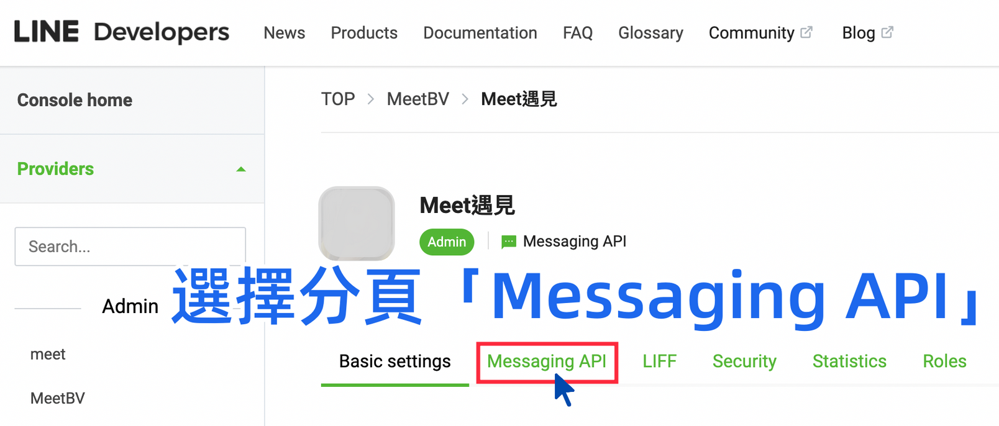 LINE Developers News Products Documentation FAQ Glossary Community Blog
Console home
TOP > MeetBV > Meet遇見
Providers
Meet遇見
Admin Messaging API
Search...
選擇分頁「Messaging API」
Admin
Basic settings Messaging API LIFF Security Statistics Roles
meet
MeetBV